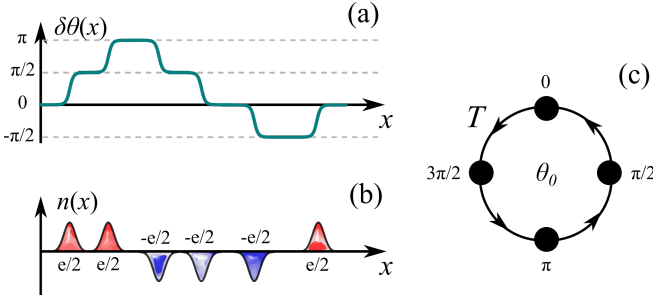 (a)
δθ(x)
π
π/2
0
-π/2
x
(b)
n(x)
-e/2 -e/2 -e/2
e/2 e/2 e/2
x
(c)
0
T
3π/2 θ₀ π/2
π